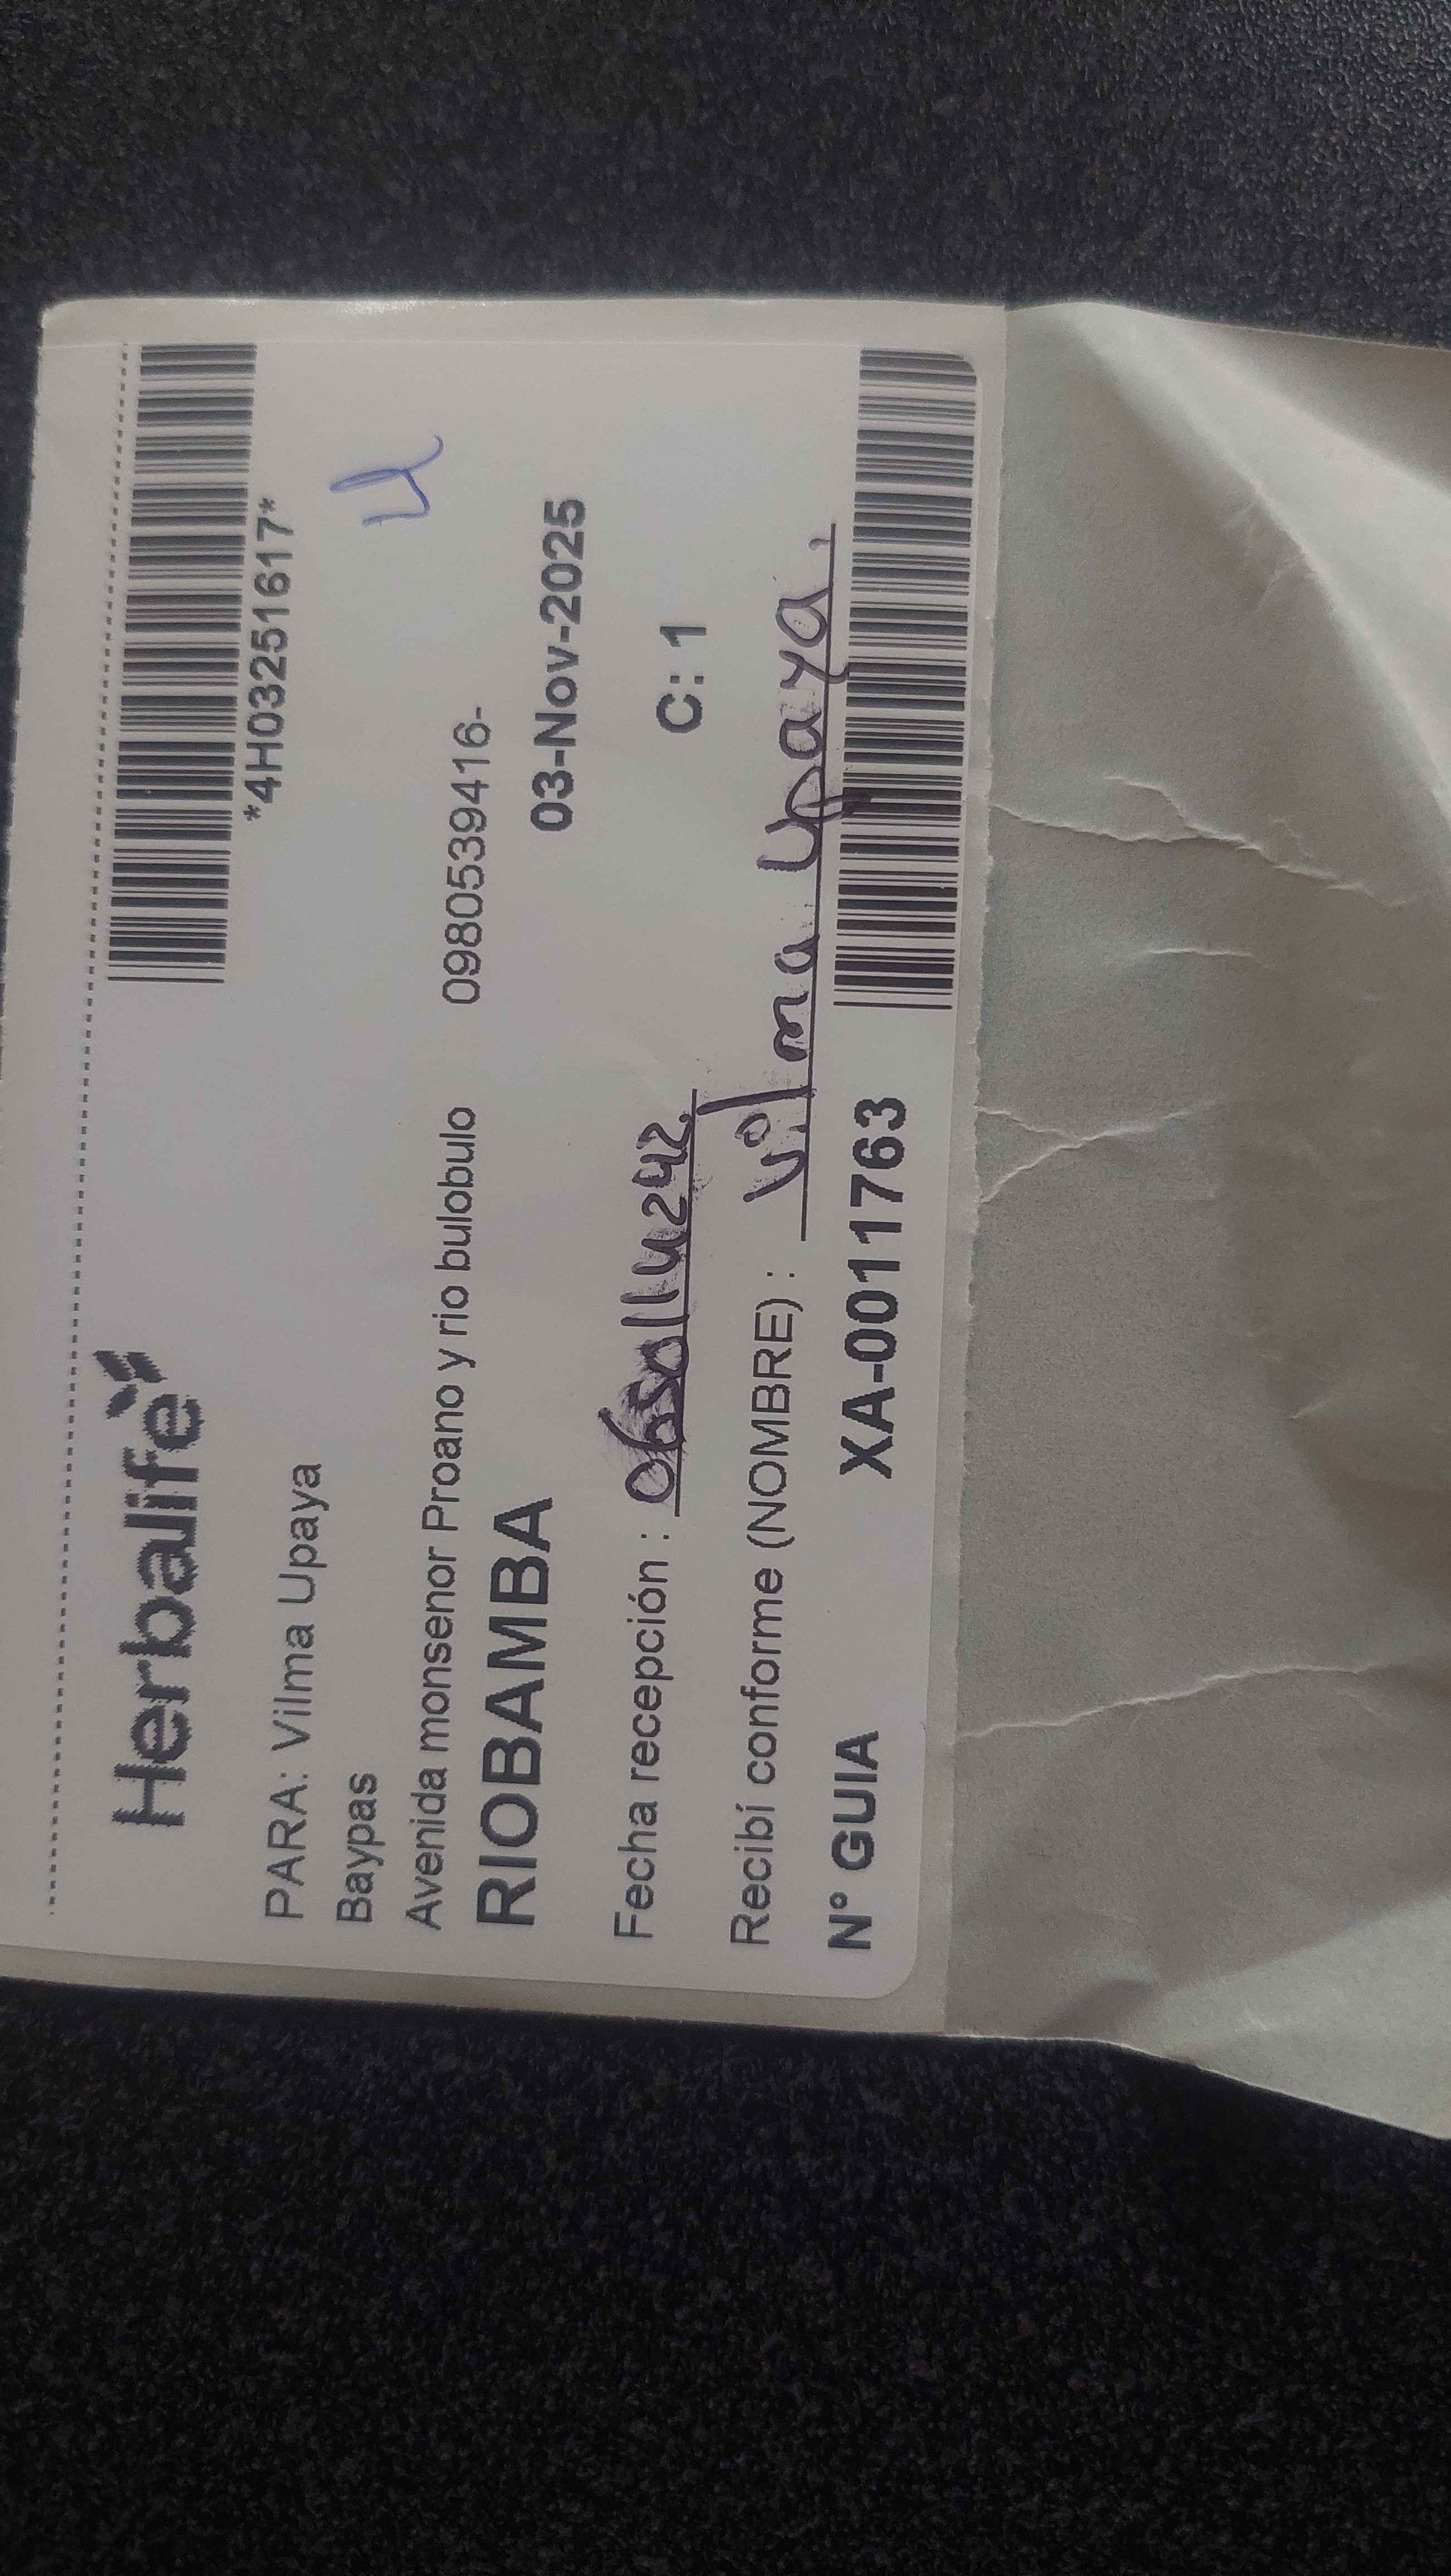 Herbalife
*4H03251617*
PARA: Vilma Upaya
Baypas
Avenida monsenor Proano y rio bulobulo 0980539416-
RIOBAMBA 03-Nov-2025
Fecha recepción : C: 1
Recibí conforme (NOMBRE) : Vilma Upaya.
N° GUIA XA-0011763